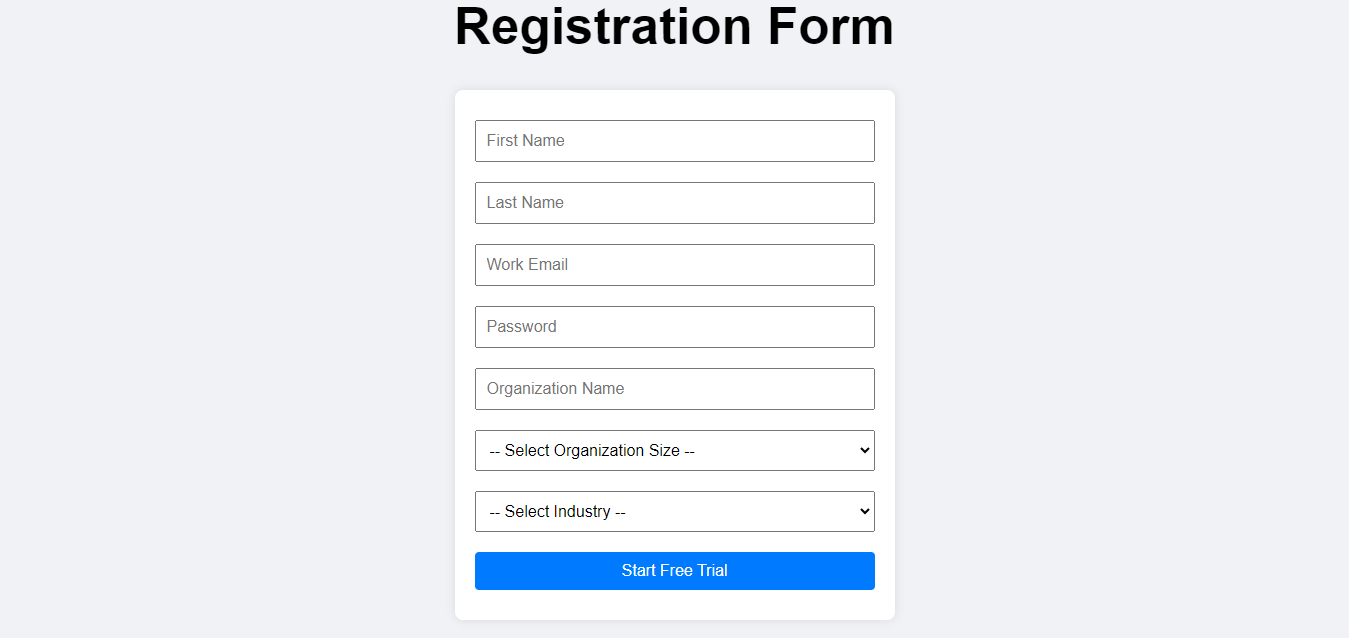 Registration Form
First Name
Last Name
Work Email
Password
Organization Name
-- Select Organization Size --
-- Select Industry --
Start Free Trial